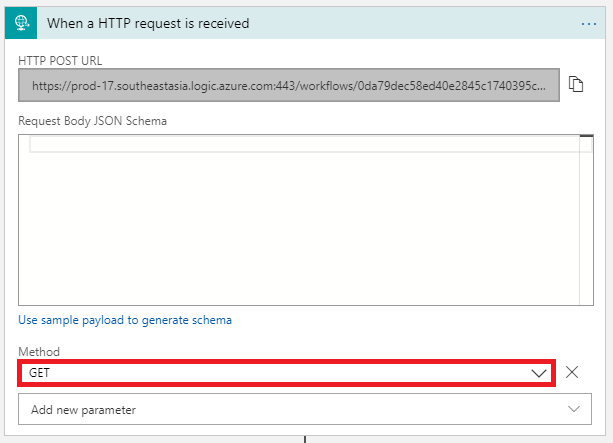 When a HTTP request is received
HTTP POST URL
https://prod-17.southeastasia.logic.azure.com:443/workflows/0da79dec58ed40e2845c1740395c...
Request Body JSON Schema
Use sample payload to generate schema
Method
GET
Add new parameter